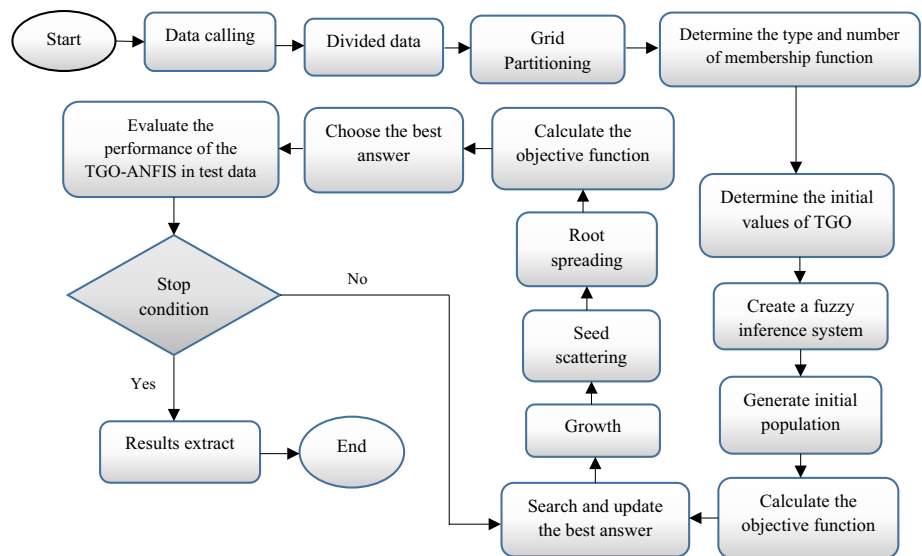 Start
Data calling
Divided data
Grid
Partitioning
Determine the type and number
of membership function
Determine the initial
values of TGO
Create a fuzzy
inference system
Generate initial
population
Calculate the
objective function
Search and update
the best answer
Growth
Seed
scattering
Root
spreading
Calculate the
objective function
Choose the best
answer
Evaluate the
performance of the
TGO-ANFIS in test data
Stop
condition
No
Yes
Results extract
End